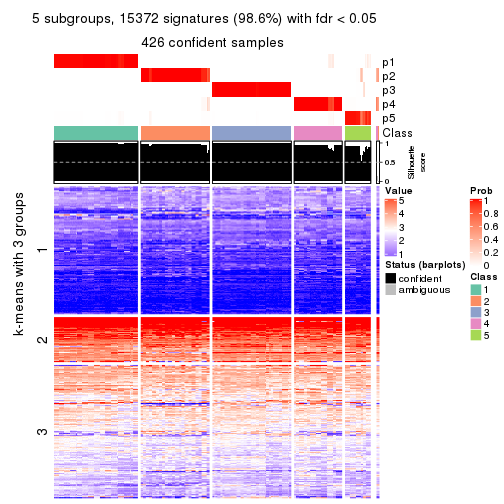 5 subgroups, 15372 signatures (98.6%) with fdr < 0.05
426 confident samples
p1
p2
p3
p4
p5
Class
1
0.5
0
Silhouette
score
k-means with 3 groups
1
2
3
Value
5
4
3
2
1
Status (barplots)
confident
ambiguous
Prob
1
0.8
0.6
0.4
0.2
0
Class
1
2
3
4
5